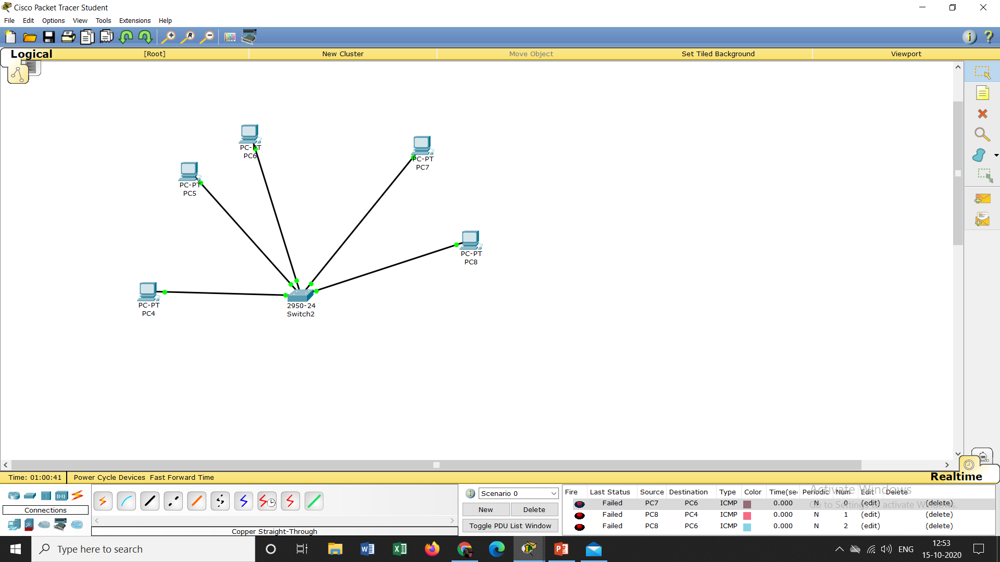 Cisco Packet Tracer Student
File Edit Options View Tools Extensions Help
Logical [Root] New Cluster Move Object Set Tiled Background Viewport
PC-PT
PC6
PC-PT
PC7
PC-PT
PC5
PC-PT
PC8
PC-PT
PC4
2950-24
Switch2
Time: 01:00:41 Power Cycle Devices Fast Forward Time
Realtime
Connections
Copper Straight-Through
Scenario 0
New Delete
Toggle PDU List Window
Fire Last Status Source Destination Type Color Time(sec Periodic Num Edit Delete
Failed PC7 PC6 ICMP 0.000 N 0 (edit) (delete)
Failed PC8 PC4 ICMP 0.000 N 1 (edit) (delete)
Failed PC8 PC6 ICMP 0.000 N 2 (edit) (delete)
Activate Windows
Go to Settings to activate Windows.
Type here to search
ENG
12:53
15-10-2020